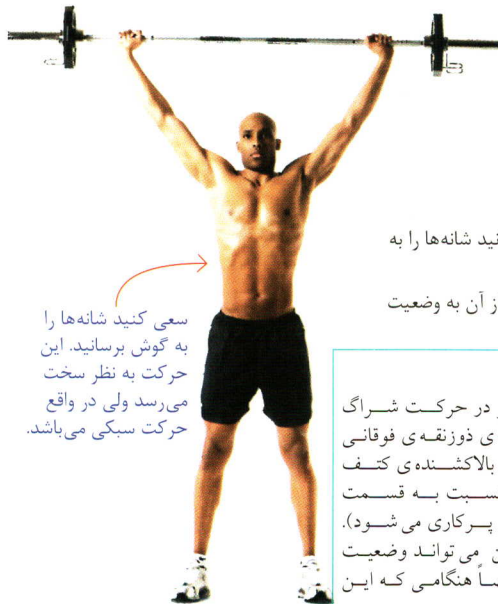 نید شانه‌ها را به
ز آن به وضعیت
سعی کنید شانه‌ها را
به گوش برسانید. این
حرکت به نظر سخت
می‌رسد ولی در واقع
حرکت سبکی می‌باشد.
در حرکت شراگ
ی ذوزنقه‌ی فوقانی
بالاکشنده‌ی کتف
سبت به قسمت
پرکاری می‌شود).
می‌تواند وضعیت
هنگامی که این